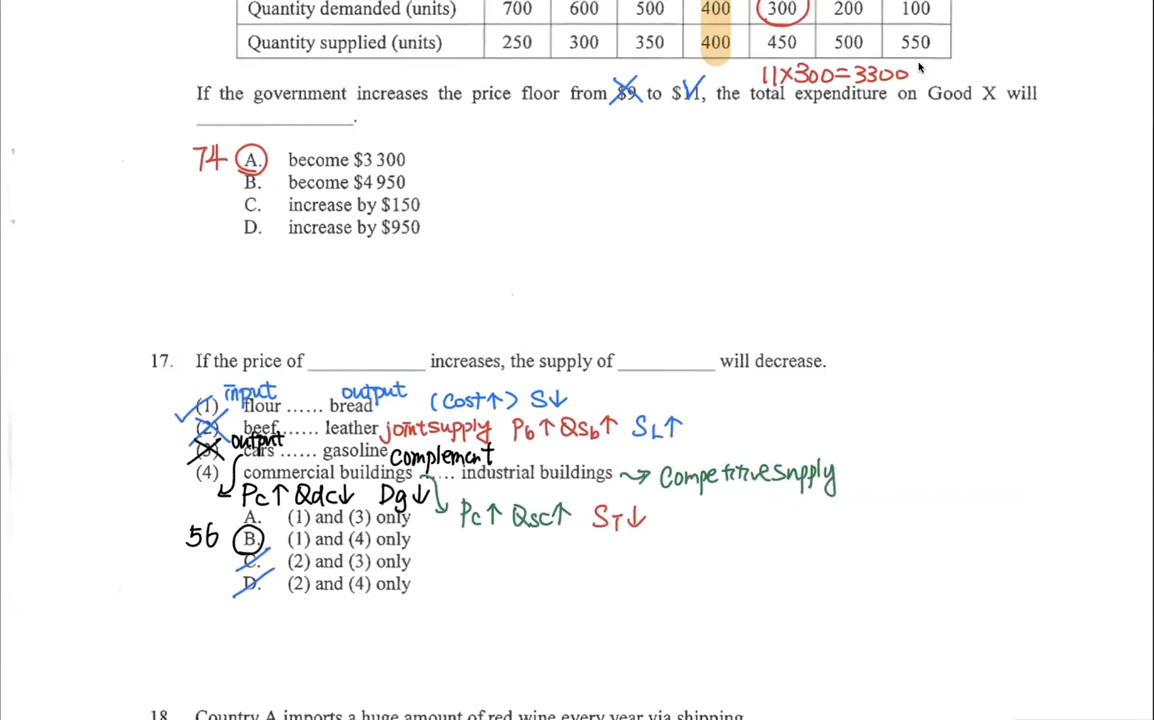 Quantity demanded (units) 700 600 500 400 300 200 100
Quantity supplied (units) 250 300 350 400 450 500 550
11×300=3300
If the government increases the price floor from $9 to $11, the total expenditure on Good X will
____________.
74 A. become $3 300
B. become $4 950
C. increase by $150
D. increase by $950
17. If the price of ____________ increases, the supply of __________ will decrease.
input output
(1) flour ...... bread (cost↑) S↓
(2) beef ...... leather joint supply Pb↑ Qsb↑ SL↑
output
(3) cars ...... gasoline complement
(4) commercial buildings ...... industrial buildings → Competitive supply
Pc↑ Qdc↓ Dg↓
Pc↑ Qsc↑ SI↓
A. (1) and (3) only
56 B. (1) and (4) only
C. (2) and (3) only
D. (2) and (4) only
18. Country A imports a huge amount of red wine every year via shipping.